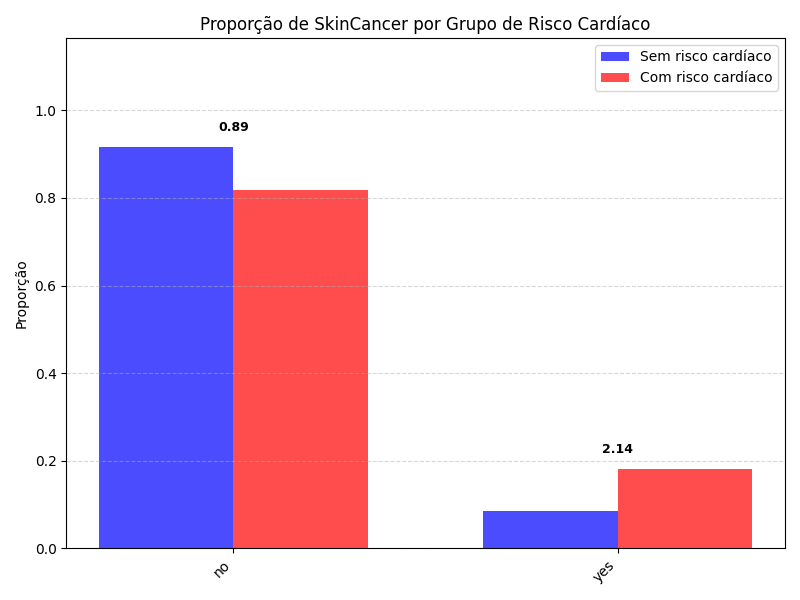 Proporção de SkinCancer por Grupo de Risco Cardíaco
Sem risco cardíaco
Com risco cardíaco
Proporção
1.0
0.8
0.6
0.4
0.2
0.0
0.89
2.14
no
yes